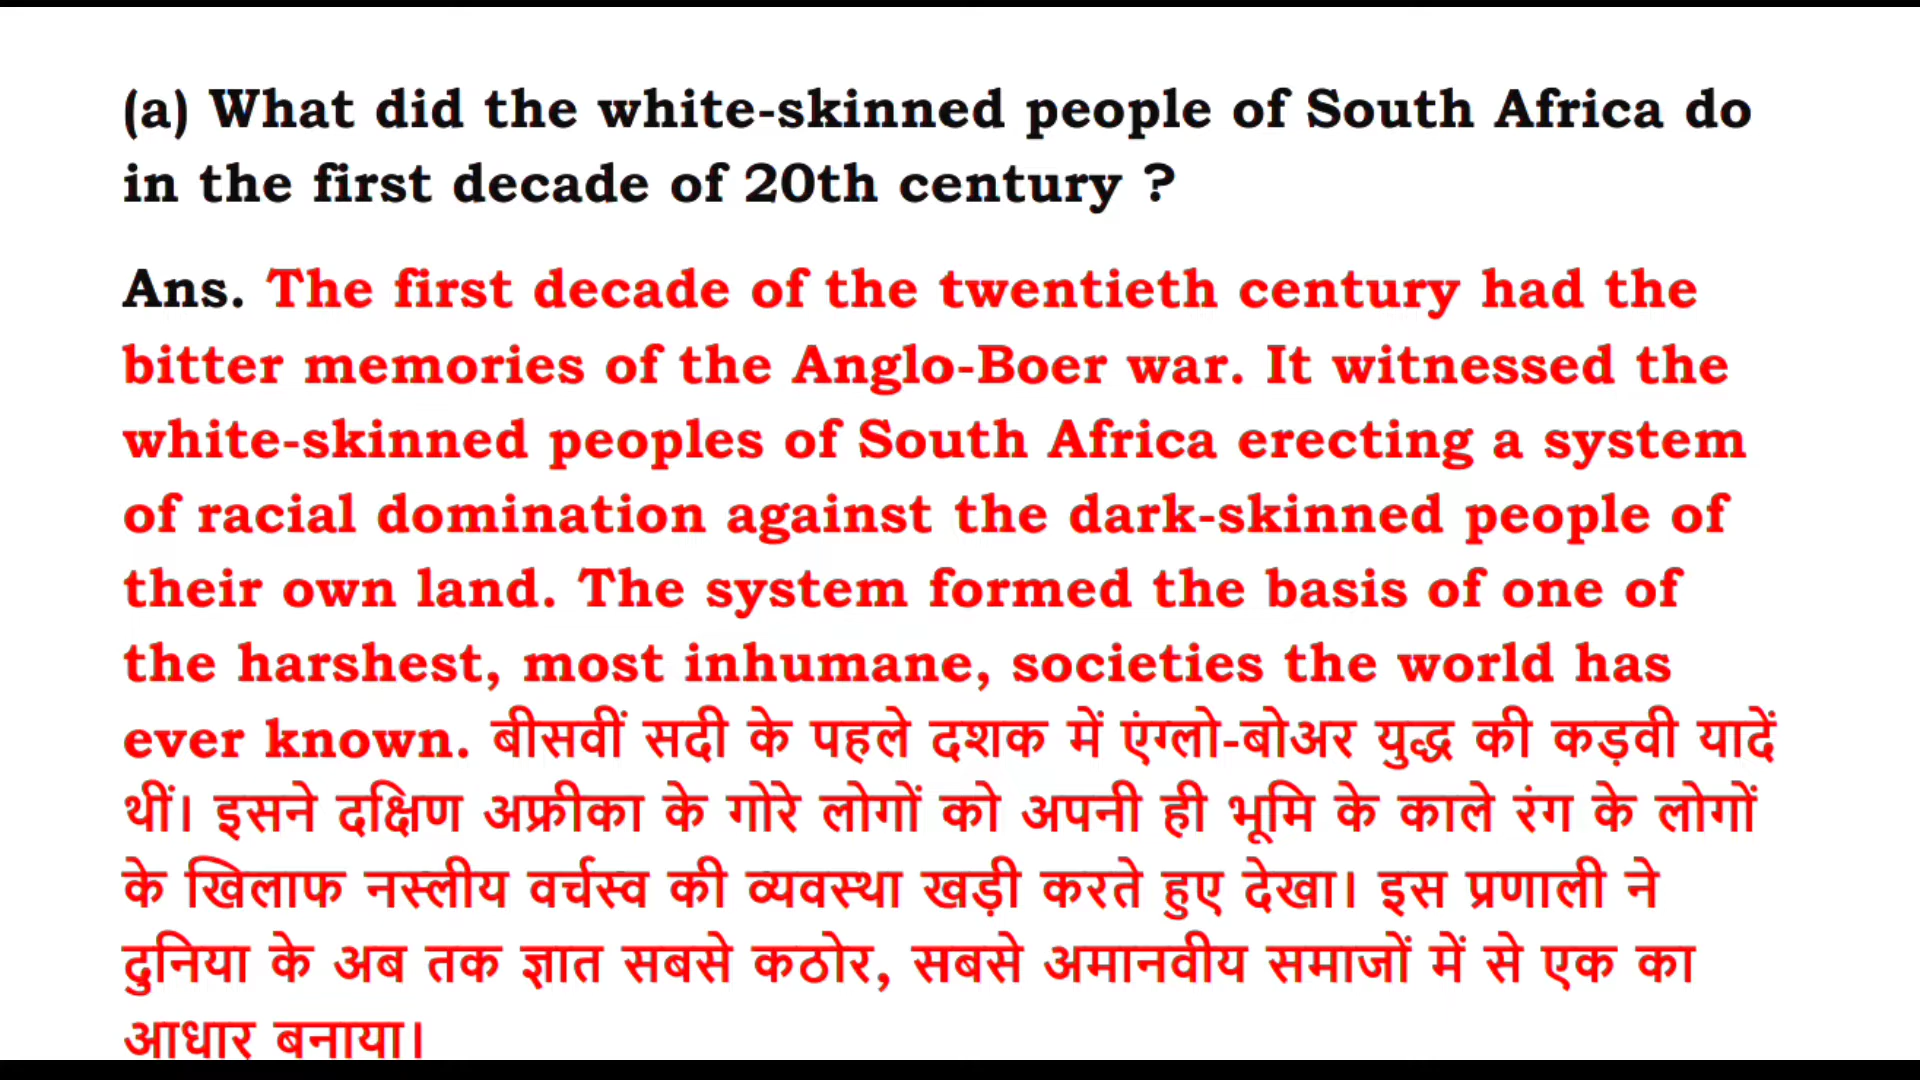 (a) What did the white-skinned people of South Africa do
in the first decade of 20th century ?
Ans. The first decade of the twentieth century had the
bitter memories of the Anglo-Boer war. It witnessed the
white-skinned peoples of South Africa erecting a system
of racial domination against the dark-skinned people of
their own land. The system formed the basis of one of
the harshest, most inhumane, societies the world has
ever known. बीसवीं सदी के पहले दशक में एंग्लो-बोअर युद्ध की कड़वी यादें
थीं। इसने दक्षिण अफ्रीका के गोरे लोगों को अपनी ही भूमि के काले रंग के लोगों
के खिलाफ नस्लीय वर्चस्व की व्यवस्था खड़ी करते हुए देखा। इस प्रणाली ने
दुनिया के अब तक ज्ञात सबसे कठोर, सबसे अमानवीय समाजों में से एक का
आधार बनाया।